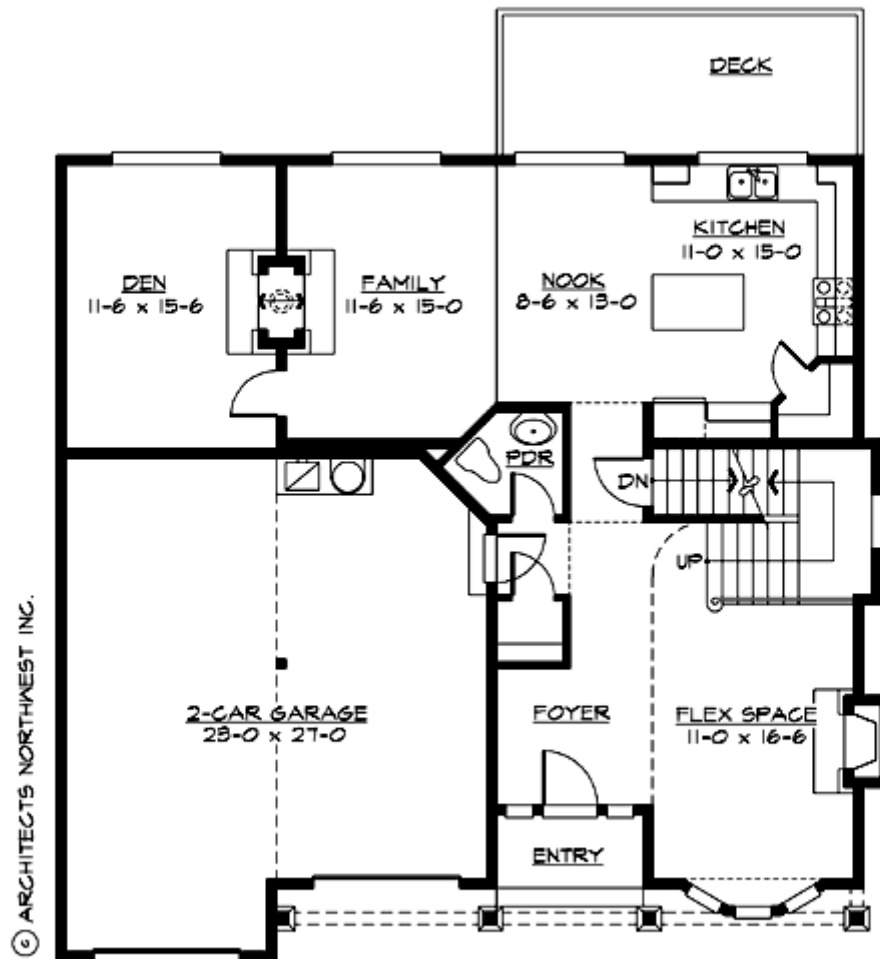 DECK
KITCHEN
11-0 x 15-0
DEN
11-6 x 15-6
FAMILY
11-6 x 15-0
NOOK
8-6 x 13-0
PDR
DN
UP
2-CAR GARAGE
23-0 x 27-0
FOYER
FLEX SPACE
11-0 x 16-6
ENTRY
© ARCHITECTS NORTHWEST INC.